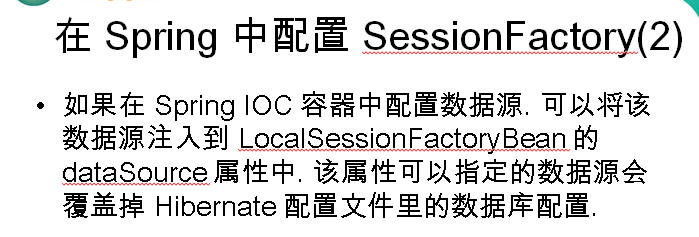 在 Spring 中配置 SessionFactory(2)
• 如果在 Spring IOC 容器中配置数据源. 可以将该
数据源注入到 LocalSessionFactoryBean 的
dataSource 属性中. 该属性可以指定的数据源会
覆盖掉 Hibernate 配置文件里的数据库配置.